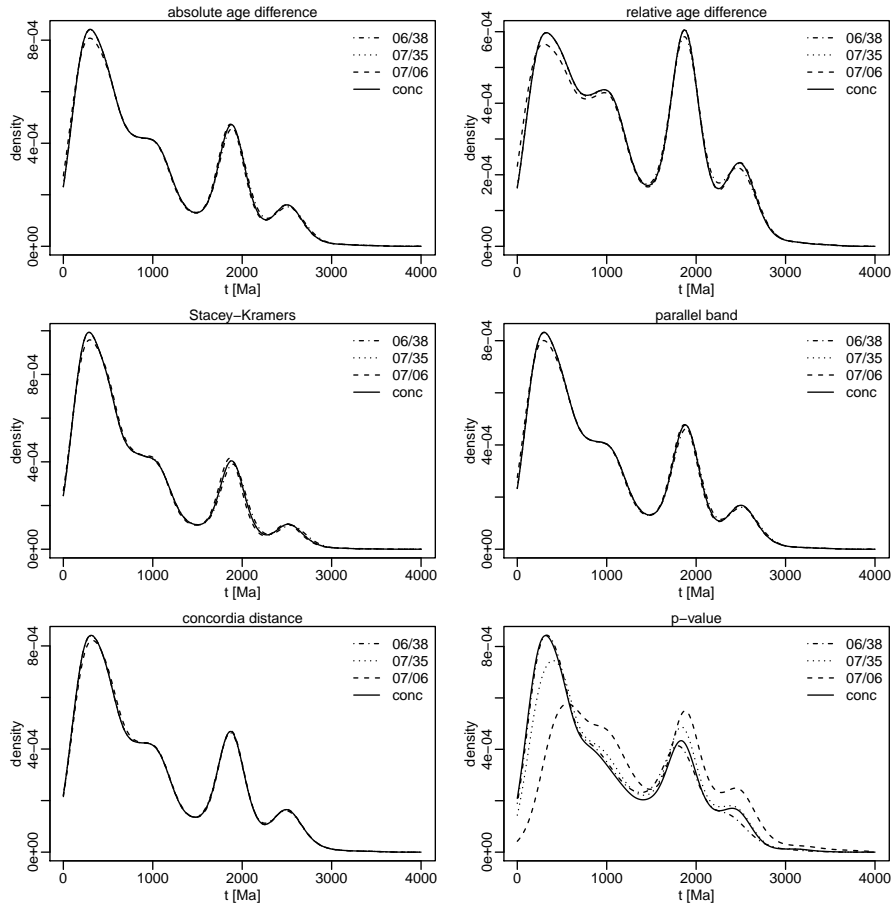 absolute age difference
06/38
07/35
07/06
conc
density
0e+00
4e-04
8e-04
0
1000
2000
3000
4000
t [Ma]
relative age difference
06/38
07/35
07/06
conc
density
0e+00
2e-04
4e-04
6e-04
0
1000
2000
3000
4000
t [Ma]
Stacey−Kramers
06/38
07/35
07/06
conc
density
0e+00
4e-04
8e-04
0
1000
2000
3000
4000
t [Ma]
parallel band
06/38
07/35
07/06
conc
density
0e+00
4e-04
8e-04
0
1000
2000
3000
4000
t [Ma]
concordia distance
06/38
07/35
07/06
conc
density
0e+00
4e-04
8e-04
0
1000
2000
3000
4000
t [Ma]
p−value
06/38
07/35
07/06
conc
density
0e+00
4e-04
8e-04
0
1000
2000
3000
4000
t [Ma]